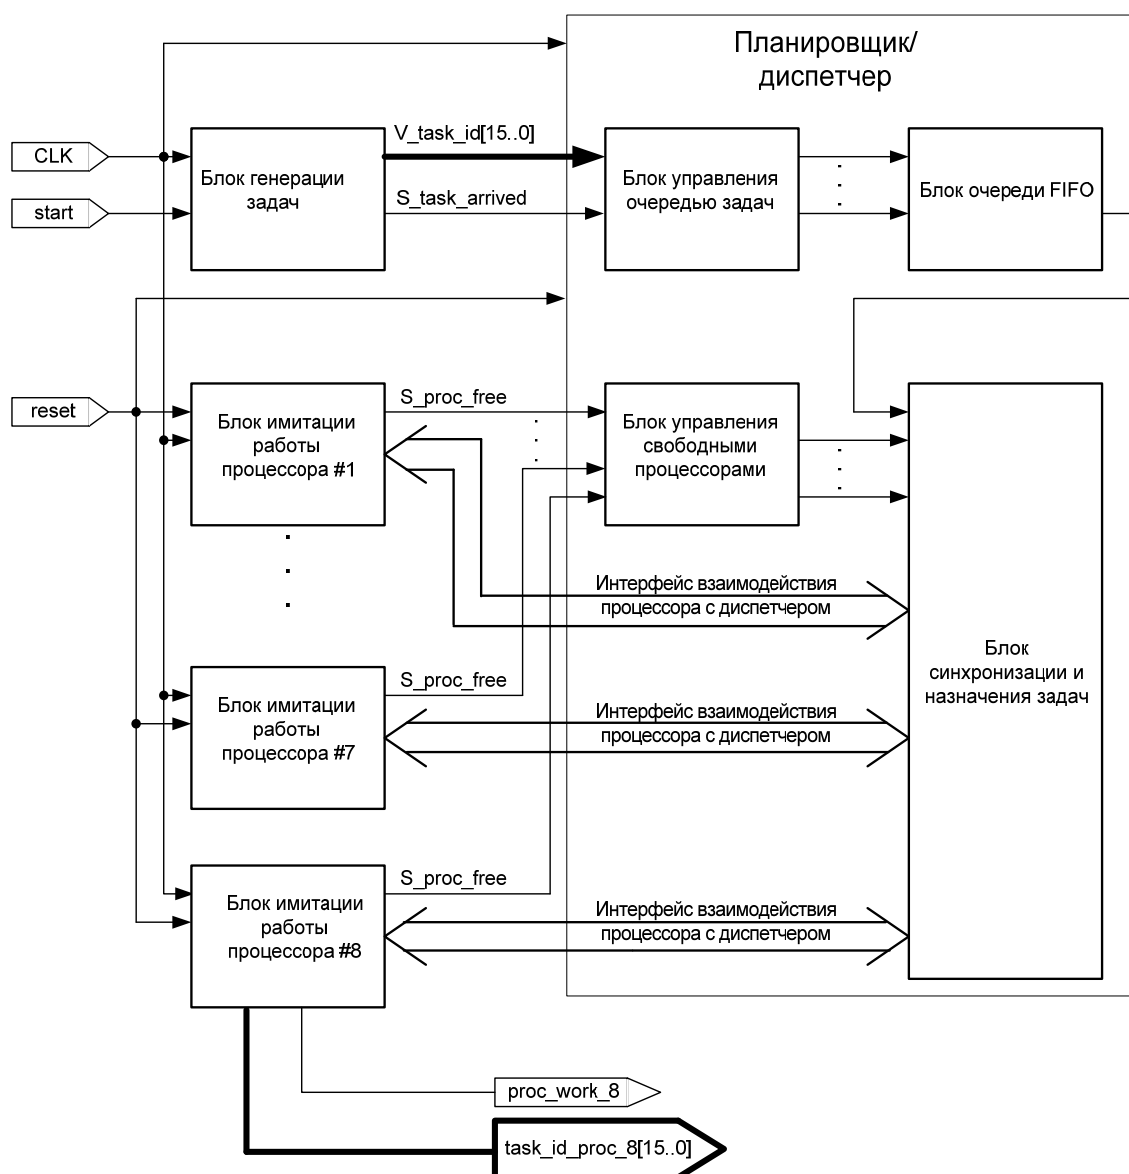 Планировщик/
диспетчер
CLK
start
Блок генерации
задач
V_task_id[15..0]
S_task_arrived
Блок управления
очередью задач
Блок очереди FIFO
reset
Блок имитации
работы
процессора #1
S_proc_free
Блок управления
свободными
процессорами
Интерфейс взаимодействия
процессора с диспетчером
Блок
синхронизации и
назначения задач
Блок имитации
работы
процессора #7
S_proc_free
Интерфейс взаимодействия
процессора с диспетчером
Блок имитации
работы
процессора #8
S_proc_free
Интерфейс взаимодействия
процессора с диспетчером
proc_work_8
task_id_proc_8[15..0]